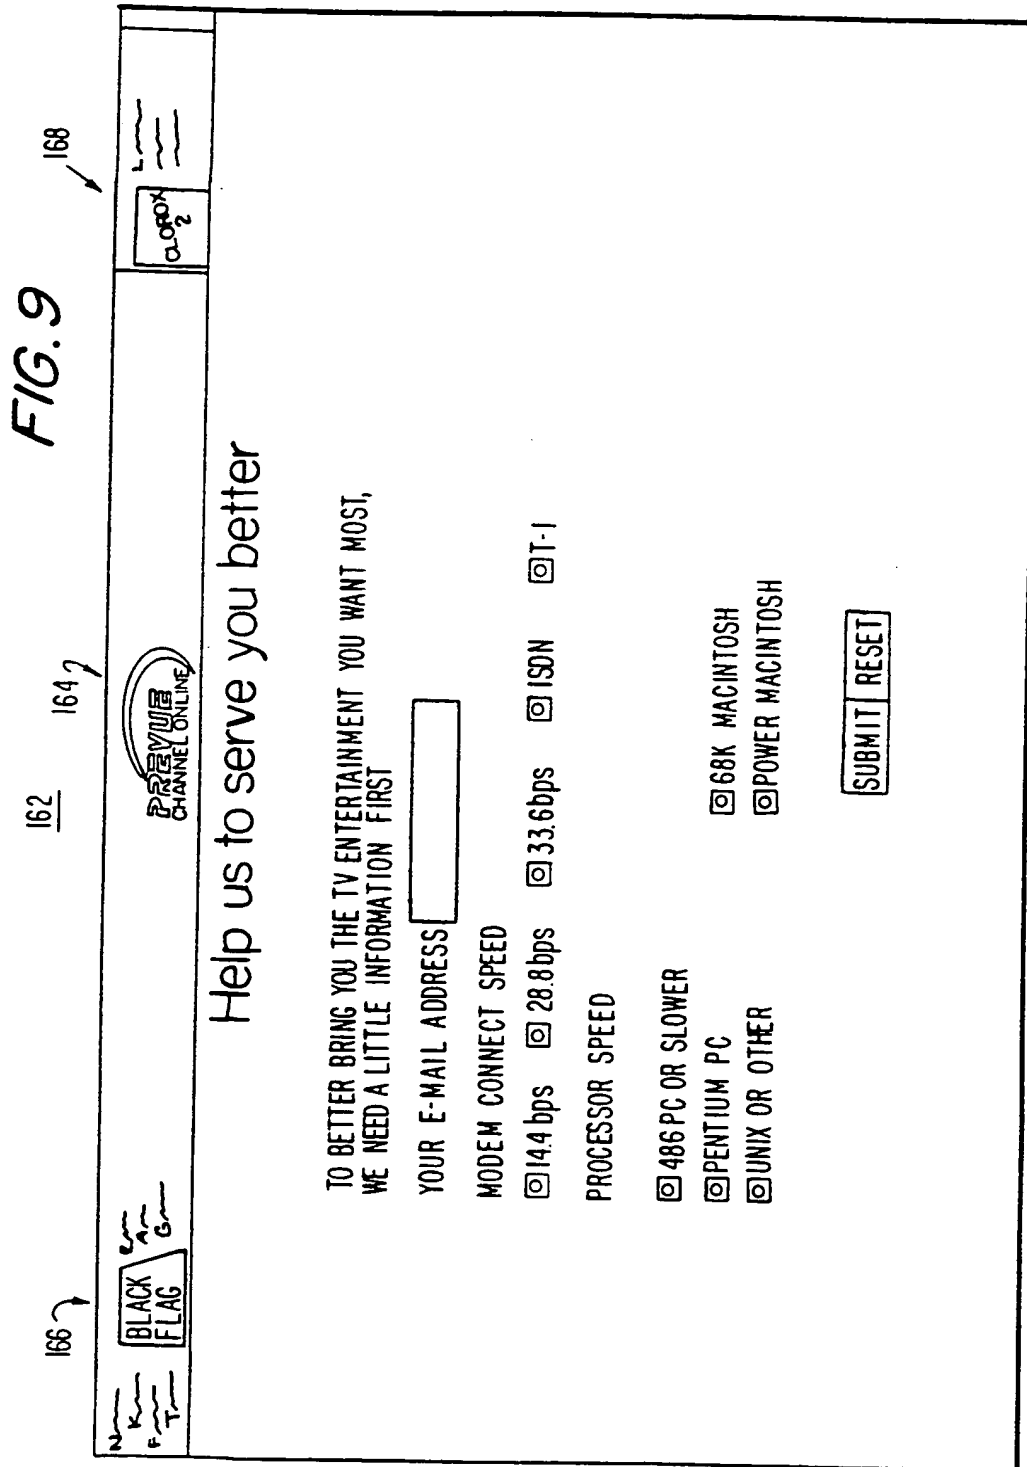 FIG. 9
162
164
166
168
N
K
F
T
BLACK
FLAG
R
A
G
PREVUE
CHANNEL ONLINE
CLOROX
2
L
Help us to serve you better
TO BETTER BRING YOU THE TV ENTERTAINMENT YOU WANT MOST,
WE NEED A LITTLE INFORMATION FIRST
YOUR E-MAIL ADDRESS
MODEM CONNECT SPEED
14.4 bps 28.8bps 33.6bps ISDN T-1
PROCESSOR SPEED
486 PC OR SLOWER 68K MACINTOSH
PENTIUM PC POWER MACINTOSH
UNIX OR OTHER
SUBMIT RESET